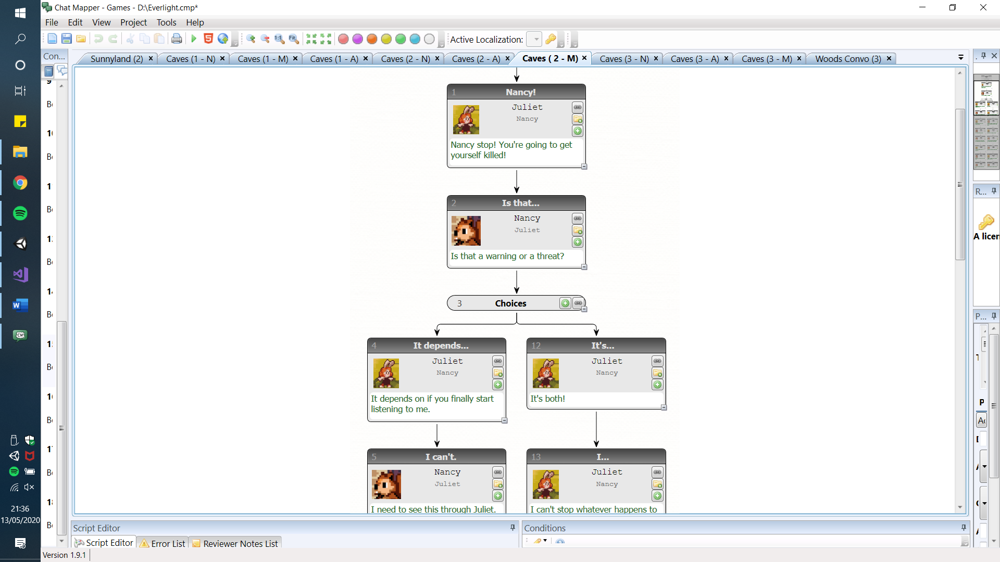 Chat Mapper - Games - D:\Everlight.cmp*
File Edit View Project Tools Help
Active Localization:
Con...
Sunnyland (2) Caves (1 - N) Caves (1 - M) Caves (1 - A) Caves (2 - N) Caves (2 - A) Caves ( 2 - M) Caves (3 - N) Caves (3 - A) Caves (3 - M) Woods Convo (3)
1 Nancy!
Juliet
Nancy
Nancy stop! You're going to get
yourself killed!
2 Is that...
Nancy
Juliet
Is that a warning or a threat?
3 Choices
4 It depends...
Juliet
Nancy
It depends on if you finally start
listening to me.
12 It's...
Juliet
Nancy
It's both!
5 I can't.
Nancy
Juliet
I need to see this through Juliet.
13 I...
Juliet
Nancy
I can't stop whatever happens to
R...
A licen
P...
P
Script Editor
Conditions
Script Editor Error List Reviewer Notes List
Version 1.9.1
21:36
13/05/2020